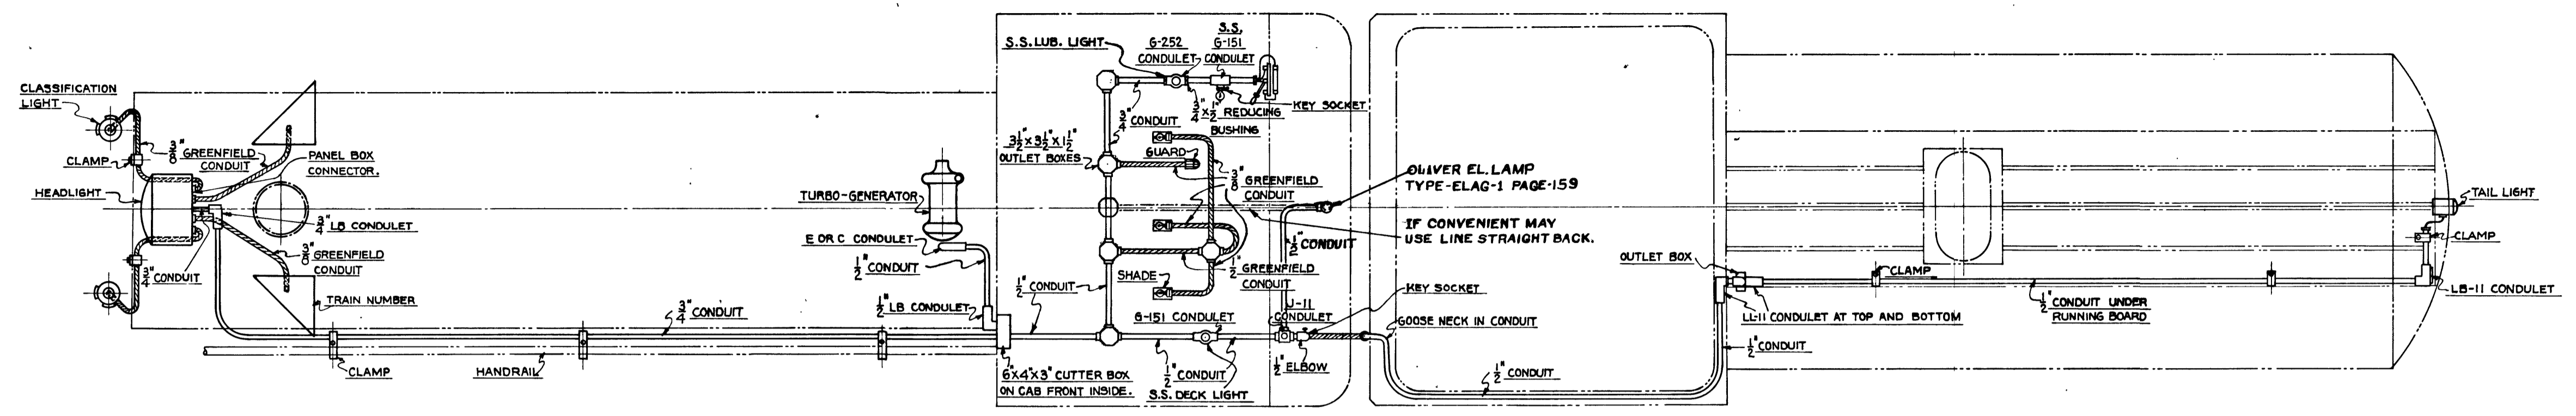 CLASSIFICATION
LIGHT
CLAMP
HEADLIGHT
3/8" GREENFIELD
CONDUIT
PANEL BOX
CONNECTOR.
3/4" LB CONDULET
3/8" GREENFIELD
CONDUIT
3/4" CONDUIT
TRAIN NUMBER
CLAMP
HANDRAIL
3/4" CONDUIT
TURBO-GENERATOR
E OR C CONDULET
1/2" CONDUIT
1/2" LB CONDULET
6"X4"X3" CUTTER BOX
ON CAB FRONT INSIDE.
1/2" CONDUIT
S.S. LUB. LIGHT
G-252
CONDULET
S.S.
G-151
CONDULET
KEY SOCKET
3/4" CONDUIT
3/4"X1/2" REDUCING
BUSHING
3/4" CONDUIT
3 1/2"X3 1/2"X1 1/2"
OUTLET BOXES
GUARD
3/8" GREENFIELD
CONDUIT
1/2" CONDUIT
1/2" GREENFIELD
CONDUIT
SHADE
G-151 CONDULET
U-11
CONDULET
KEY SOCKET
1/2" CONDUIT
S.S. DECK LIGHT
1/2" ELBOW
GOOSE NECK IN CONDUIT
OLIVER EL. LAMP
TYPE-ELAG-1 PAGE-159
IF CONVENIENT MAY
USE LINE STRAIGHT BACK.
1/2" CONDUIT
OUTLET BOX
LL-11 CONDULET AT TOP AND BOTTOM
1/2" CONDUIT
CLAMP
1/2" CONDUIT UNDER
RUNNING BOARD
TAIL LIGHT
CLAMP
LB-11 CONDULET